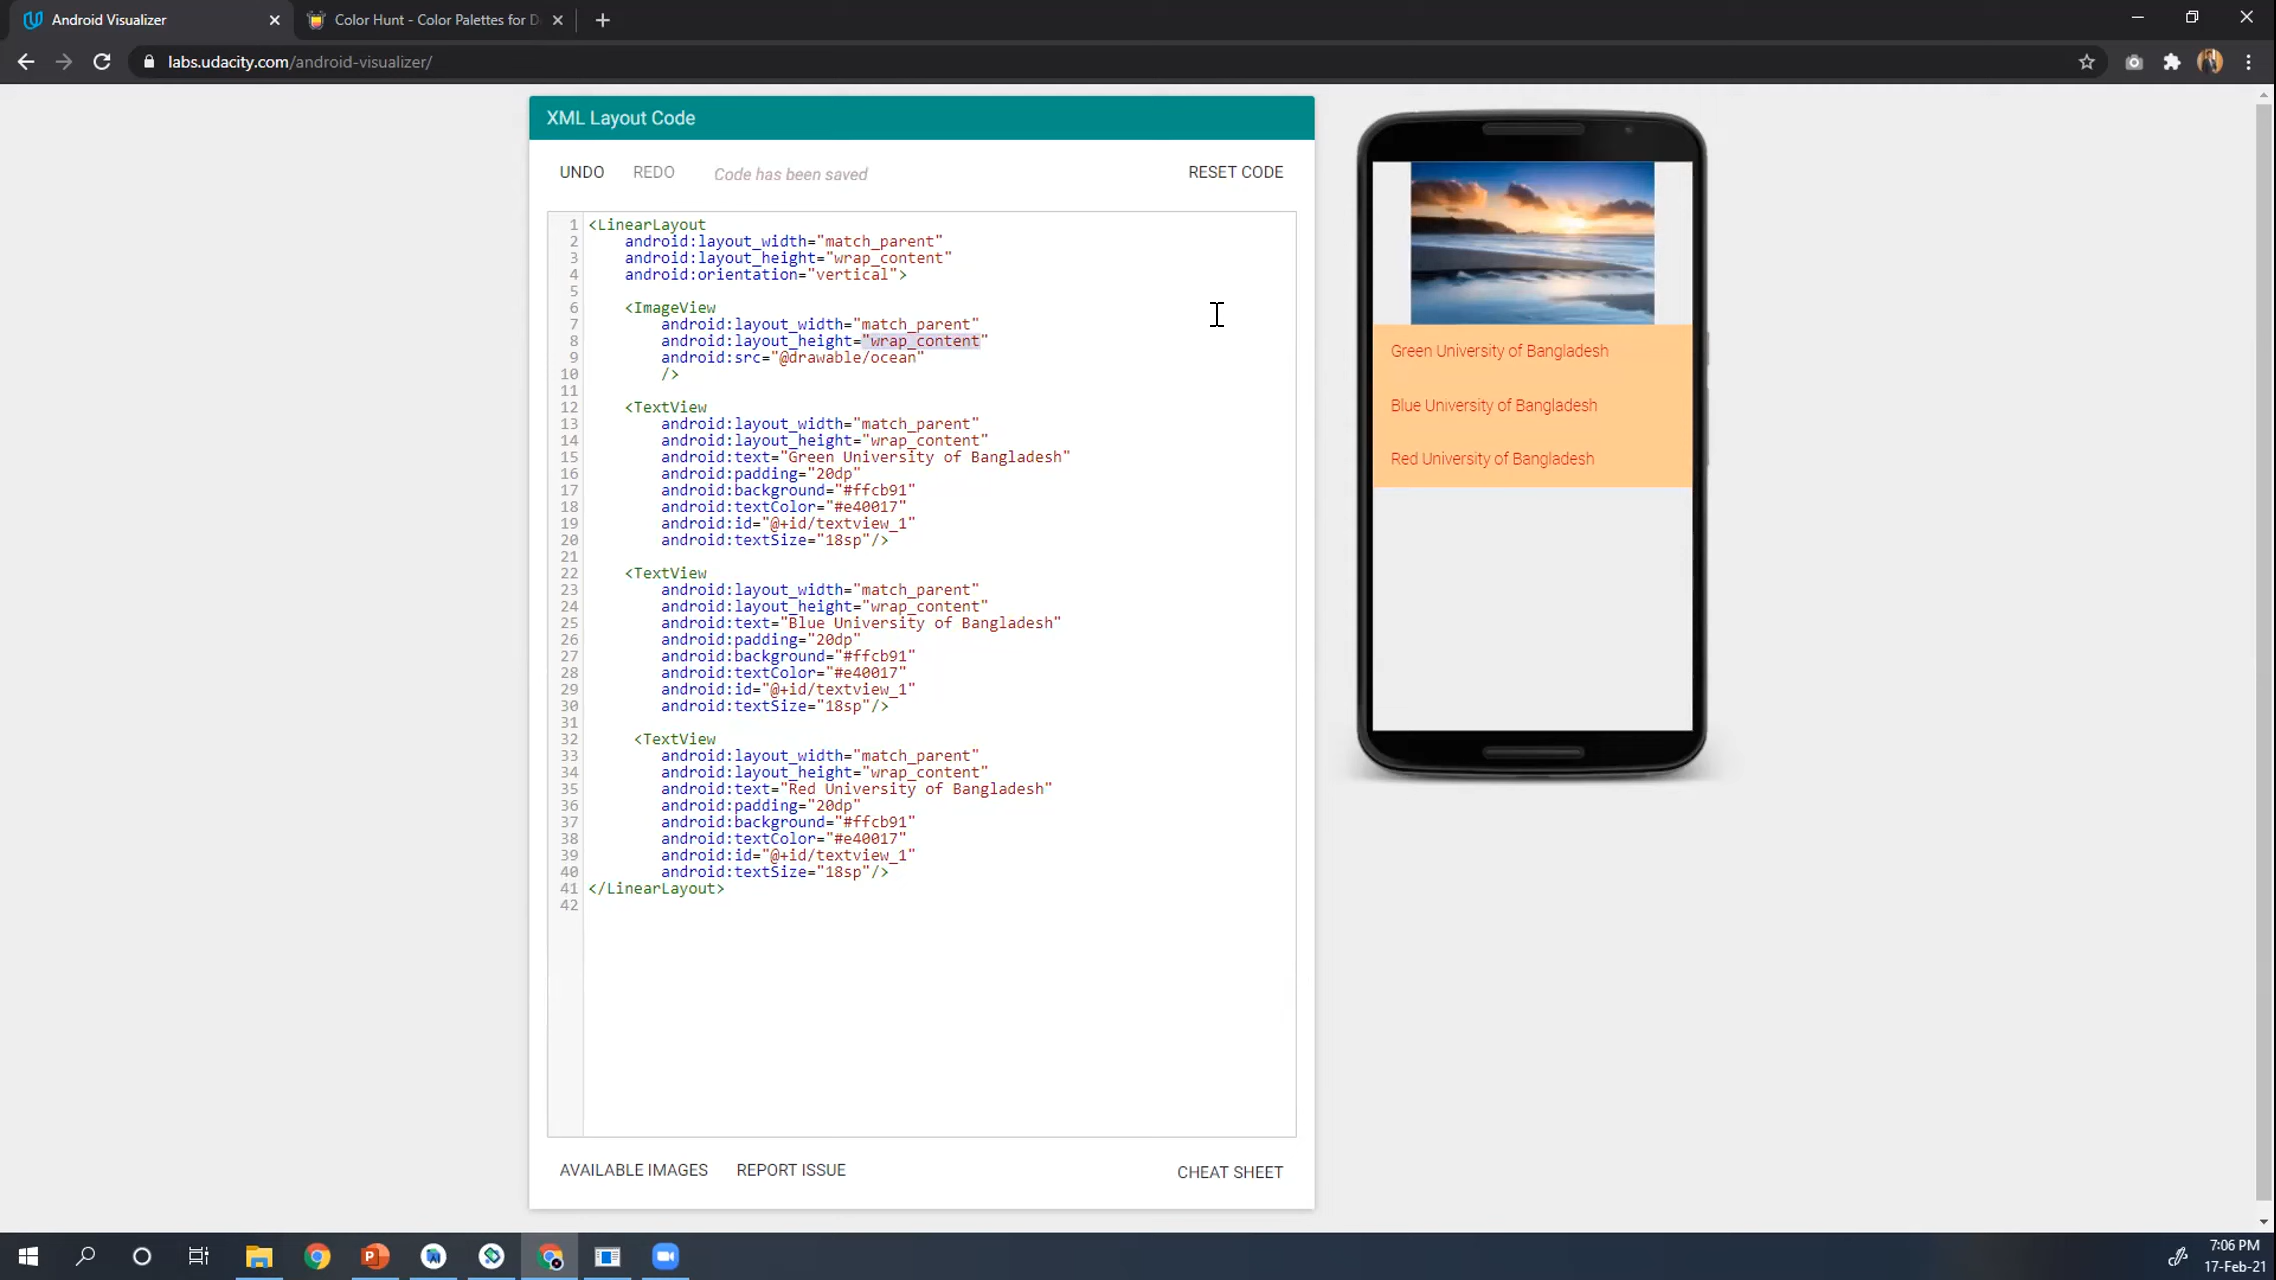 Android Visualizer
Color Hunt - Color Palettes for D
labs.udacity.com/android-visualizer/
XML Layout Code
UNDO REDO Code has been saved RESET CODE
1 <LinearLayout
2 android:layout_width="match_parent"
3 android:layout_height="wrap_content"
4 android:orientation="vertical">
5
6 <ImageView
7 android:layout_width="match_parent"
8 android:layout_height="wrap_content"
9 android:src="@drawable/ocean"
10 />
11
12 <TextView
13 android:layout_width="match_parent"
14 android:layout_height="wrap_content"
15 android:text="Green University of Bangladesh"
16 android:padding="20dp"
17 android:background="#ffcb91"
18 android:textColor="#e40017"
19 android:id="@+id/textview_1"
20 android:textSize="18sp"/>
21
22 <TextView
23 android:layout_width="match_parent"
24 android:layout_height="wrap_content"
25 android:text="Blue University of Bangladesh"
26 android:padding="20dp"
27 android:background="#ffcb91"
28 android:textColor="#e40017"
29 android:id="@+id/textview_1"
30 android:textSize="18sp"/>
31
32 <TextView
33 android:layout_width="match_parent"
34 android:layout_height="wrap_content"
35 android:text="Red University of Bangladesh"
36 android:padding="20dp"
37 android:background="#ffcb91"
38 android:textColor="#e40017"
39 android:id="@+id/textview_1"
40 android:textSize="18sp"/>
41 </LinearLayout>
42
AVAILABLE IMAGES REPORT ISSUE CHEAT SHEET
Green University of Bangladesh
Blue University of Bangladesh
Red University of Bangladesh
7:06 PM
17-Feb-21